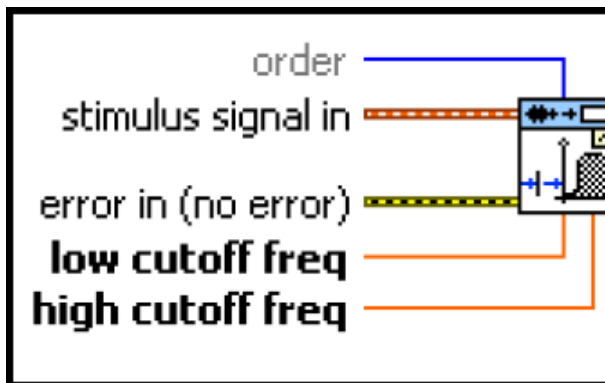 order
stimulus signal in
error in (no error)
low cutoff freq
high cutoff freq